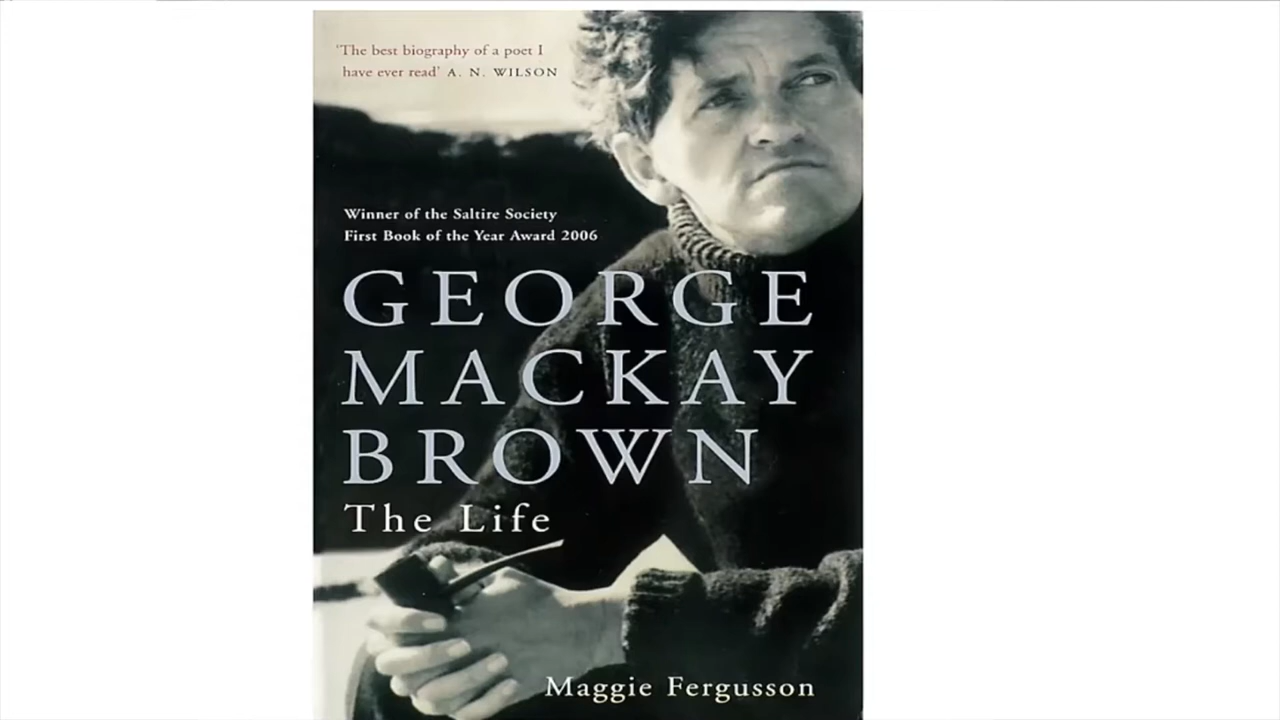 'The best biography of a poet I
have ever read' A. N. WILSON
Winner of the Saltire Society
First Book of the Year Award 2006
GEORGE
MACKAY
BROWN
The Life
Maggie Fergusson